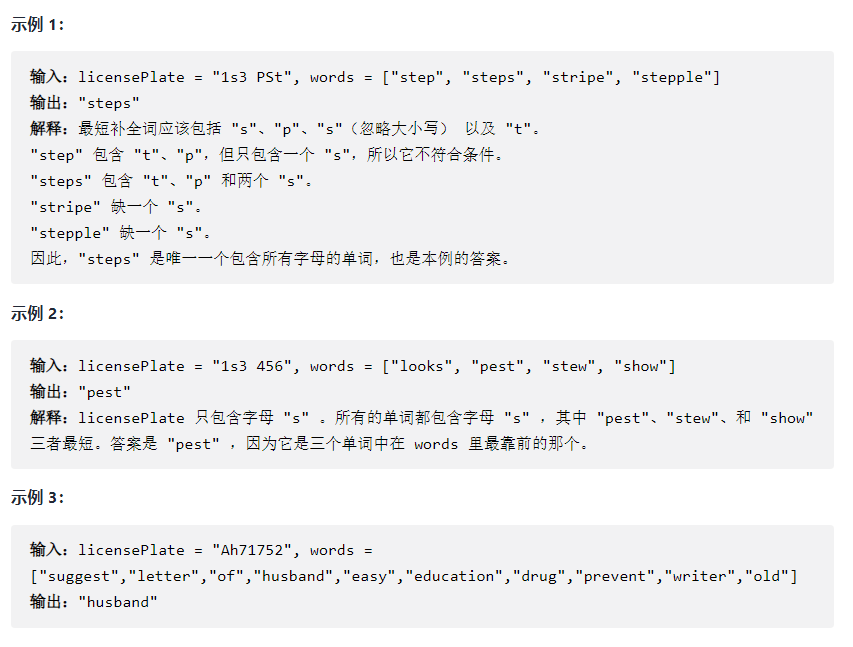 示例 1：
输入：licensePlate = "1s3 PSt", words = ["step", "steps", "stripe", "stepple"]
输出："steps"
解释：最短补全词应该包括 "s"、"p"、"s"（忽略大小写） 以及 "t"。
"step" 包含 "t"、"p"，但只包含一个 "s"，所以它不符合条件。
"steps" 包含 "t"、"p" 和两个 "s"。
"stripe" 缺一个 "s"。
"stepple" 缺一个 "s"。
因此，"steps" 是唯一一个包含所有字母的单词，也是本例的答案。
示例 2：
输入：licensePlate = "1s3 456", words = ["looks", "pest", "stew", "show"]
输出："pest"
解释：licensePlate 只包含字母 "s" 。所有的单词都包含字母 "s" ，其中 "pest"、"stew"、和 "show"
三者最短。答案是 "pest" ，因为它是三个单词中在 words 里最靠前的那个。
示例 3：
输入：licensePlate = "Ah71752", words =
["suggest","letter","of","husband","easy","education","drug","prevent","writer","old"]
输出："husband"